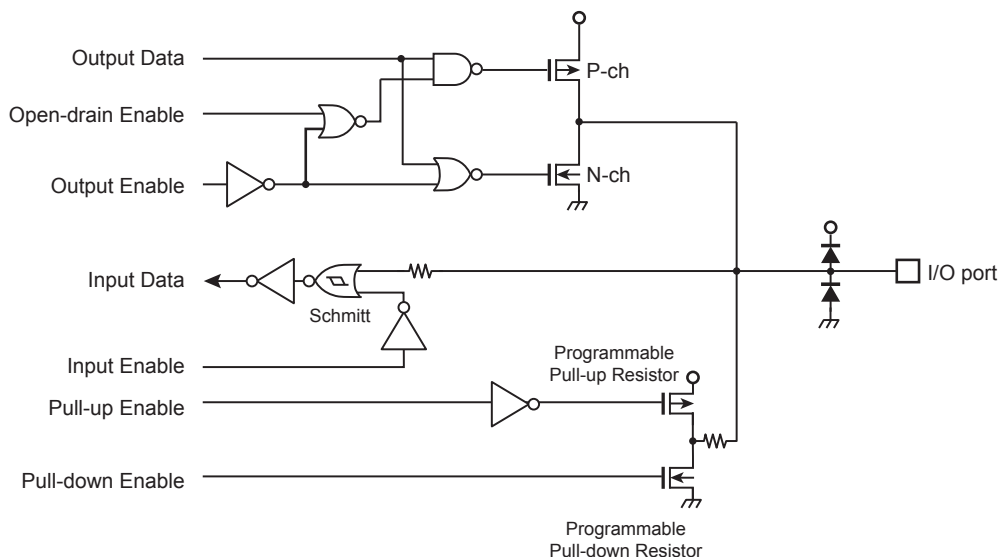 Output Data
P-ch
Open-drain Enable
Output Enable
N-ch
Input Data
Schmitt
I/O port
Input Enable
Programmable
Pull-up Resistor
Pull-up Enable
Pull-down Enable
Programmable
Pull-down Resistor